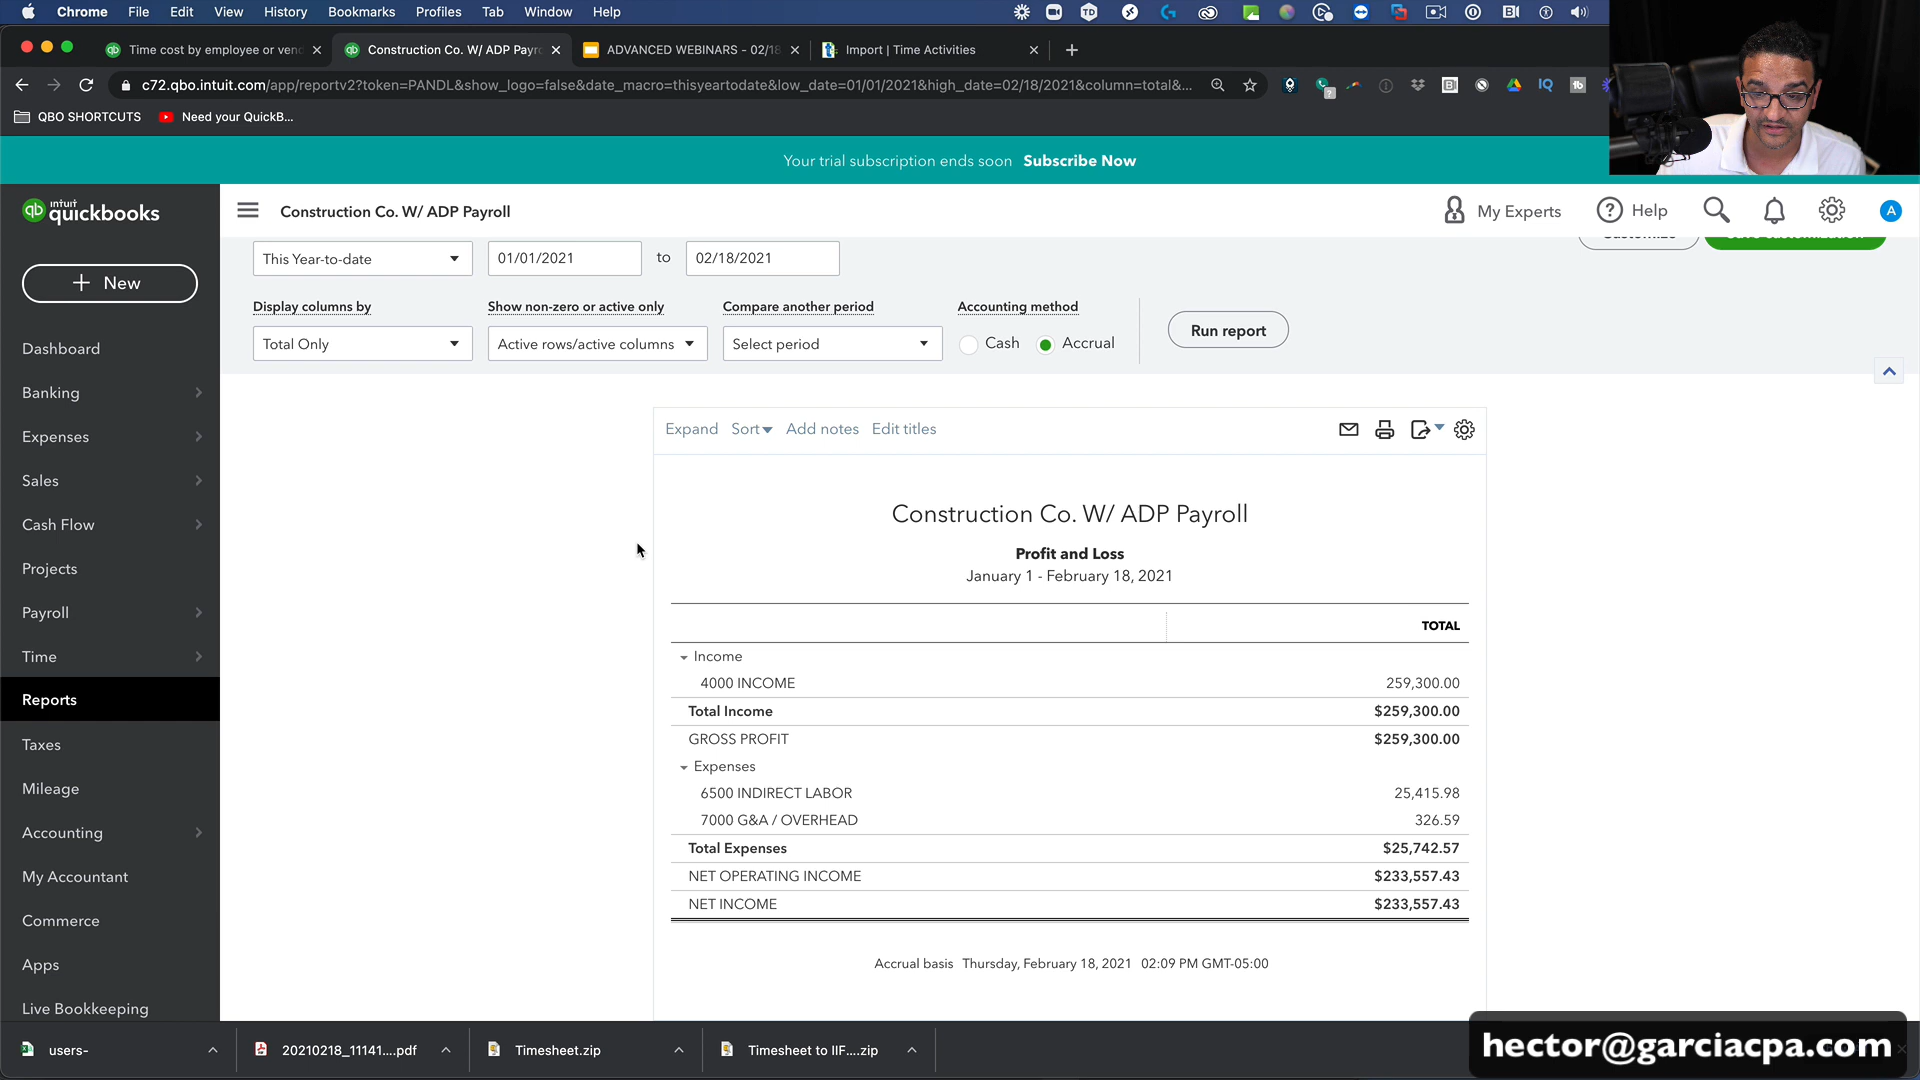 Chrome File Edit View History Bookmarks Profiles Tab Window Help
Time cost by employee or ven
Construction Co. W/ ADP Payr
ADVANCED WEBINARS - 02/18
Import | Time Activities
c72.qbo.intuit.com/app/reportv2?token=PANDL&show_logo=false&date_macro=thisyeartodate&low_date=01/01/2021&high_date=02/18/2021&column=total&...
QBO SHORTCUTS Need your QuickB...
Your trial subscription ends soon Subscribe Now
intuit quickbooks
Construction Co. W/ ADP Payroll
My Experts Help A
This Year-to-date 01/01/2021 to 02/18/2021
+ New
Display columns by Show non-zero or active only Compare another period Accounting method
Total Only Active rows/active columns Select period Cash Accrual Run report
Dashboard
Banking
Expenses
Sales
Cash Flow
Projects
Payroll
Time
Reports
Taxes
Mileage
Accounting
My Accountant
Commerce
Apps
Live Bookkeeping
Expand Sort Add notes Edit titles
Construction Co. W/ ADP Payroll
Profit and Loss
January 1 - February 18, 2021
TOTAL
Income
4000 INCOME 259,300.00
Total Income $259,300.00
GROSS PROFIT $259,300.00
Expenses
6500 INDIRECT LABOR 25,415.98
7000 G&A / OVERHEAD 326.59
Total Expenses $25,742.57
NET OPERATING INCOME $233,557.43
NET INCOME $233,557.43
Accrual basis Thursday, February 18, 2021 02:09 PM GMT-05:00
users-
20210218_11141....pdf
Timesheet.zip
Timesheet to IIF....zip
hector@garciacpa.com